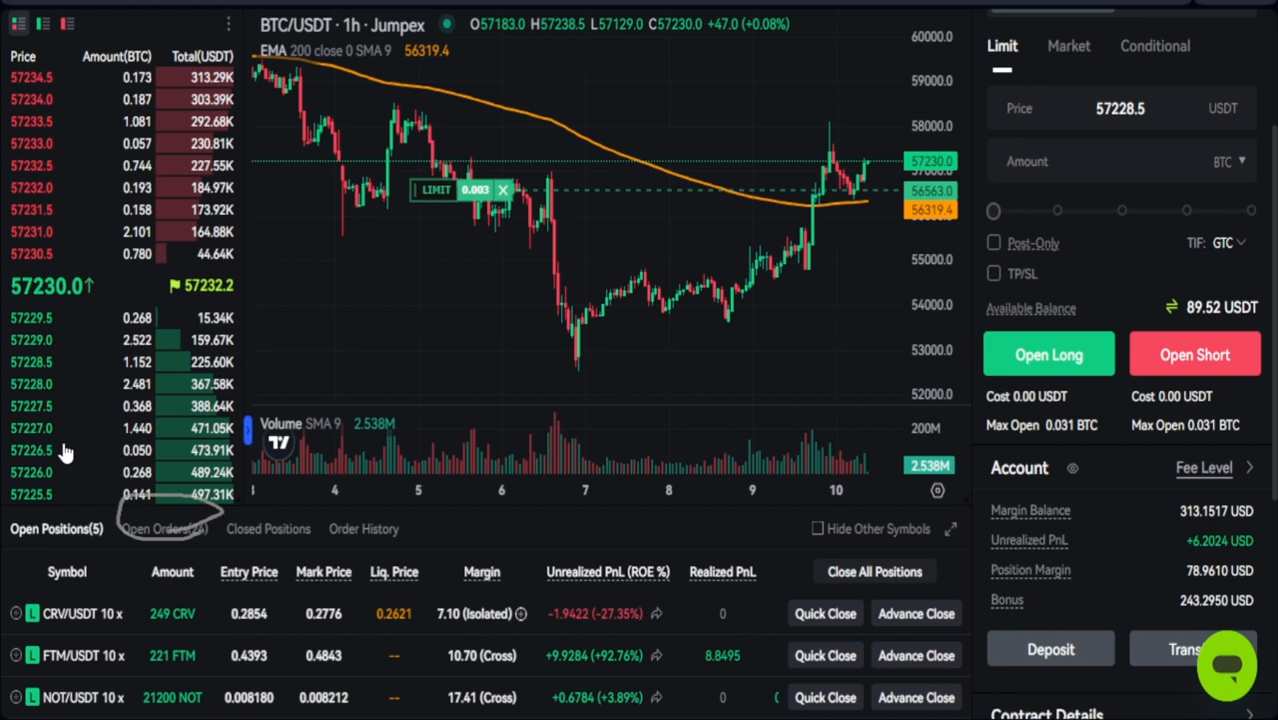 Price Amount(BTC) Total(USDT)
57234.5 0.173 313.29K
57234.0 0.187 303.39K
57233.5 1.081 292.68K
57233.0 0.057 230.81K
57232.5 0.744 227.55K
57232.0 0.193 184.97K
57231.5 0.158 173.92K
57231.0 2.101 164.88K
57230.5 0.780 44.64K
57230.0↑ 57232.2
57229.5 0.268 15.34K
57229.0 2.522 159.67K
57228.5 1.152 225.60K
57228.0 2.481 367.58K
57227.5 0.368 388.64K
57227.0 1.440 471.05K
57226.5 0.050 473.91K
57226.0 0.268 489.24K
57225.5 0.141 497.31K
BTC/USDT · 1h · Jumpex O57183.0 H57238.5 L57129.0 C57230.0 +47.0 (+0.08%)
EMA 200 close 0 SMA 9 56319.4
60000.0
59000.0
58000.0
57230.0
57000.0
LIMIT 0.003 X
56563.0
56319.4
55000.0
54000.0
53000.0
52000.0
Volume SMA 9 2.538M
200M
2.538M
3 4 5 6 7 8 9 10
Limit Market Conditional
Price 57228.5 USDT
Amount BTC
Post-Only TIF: GTC
TP/SL
Available Balance 89.52 USDT
Open Long Open Short
Cost 0.00 USDT Cost 0.00 USDT
Max Open 0.031 BTC Max Open 0.031 BTC
Account Fee Level
Margin Balance 313.1517 USD
Unrealized PnL +6.2024 USD
Position Margin 78.9610 USD
Bonus 243.2950 USD
Deposit
Contract Details
Open Positions(5) Open Orders(24) Closed Positions Order History Hide Other Symbols
Symbol Amount Entry Price Mark Price Liq. Price Margin Unrealized PnL (ROE %) Realized PnL Close All Positions
L CRV/USDT 10 x 249 CRV 0.2854 0.2776 0.2621 7.10 (Isolated) -1.9422 (-27.35%) 0 Quick Close Advance Close
L FTM/USDT 10 x 221 FTM 0.4393 0.4843 -- 10.70 (Cross) +9.9284 (+92.76%) 8.8495 Quick Close Advance Close
L NOT/USDT 10 x 21200 NOT 0.008180 0.008212 -- 17.41 (Cross) +0.6784 (+3.89%) 0 Quick Close Advance Close